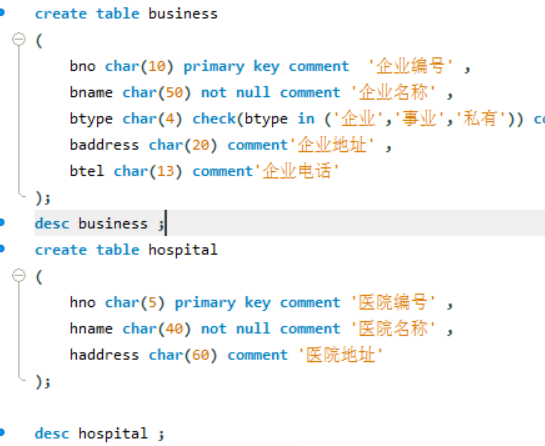 create table business
(
bno char(10) primary key comment '企业编号' ,
bname char(50) not null comment '企业名称' ,
btype char(4) check(btype in ('企业','事业','私有')) c
baddress char(20) comment'企业地址' ,
btel char(13) comment'企业电话'
);
desc business ;
create table hospital
(
hno char(5) primary key comment '医院编号' ,
hname char(40) not null comment '医院名称' ,
haddress char(60) comment '医院地址'
);
desc hospital ;